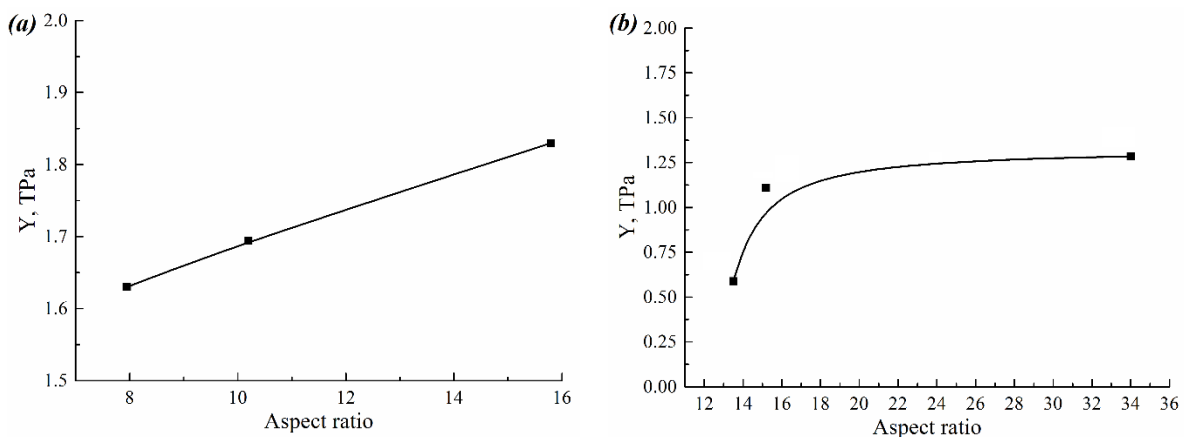 (a)
2.0
1.9
1.8
1.7
1.6
1.5
Y, TPa
8 10 12 14 16
Aspect ratio
(b)
2.00
1.75
1.50
1.25
1.00
0.75
0.50
0.25
0.00
Y, TPa
12 14 16 18 20 22 24 26 28 30 32 34 36
Aspect ratio